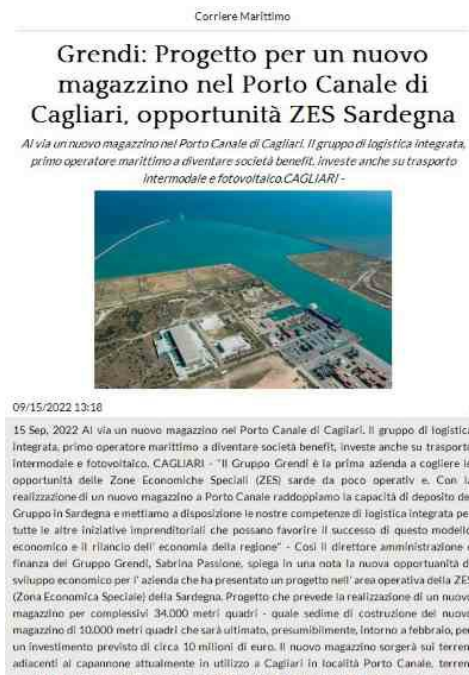 Corriere Marittimo
Grendi: Progetto per un nuovo
magazzino nel Porto Canale di
Cagliari, opportunità ZES Sardegna
Al via un nuovo magazzino nel Porto Canale di Cagliari. Il gruppo di logistica integrata,
primo operatore marittimo a diventare società benefit, investe anche su trasporto
intermodale e fotovoltaico.CAGLIARI -
09/15/2022 13:18
15 Sep, 2022 Al via un nuovo magazzino nel Porto Canale di Cagliari. Il gruppo di logistica
integrata, primo operatore marittimo a diventare società benefit, investe anche su trasporto
intermodale e fotovoltaico. CAGLIARI - "Il Gruppo Grendi è la prima azienda a cogliere le
opportunità delle Zone Economiche Speciali (ZES) sarde da poco operativ e. Con la
realizzazione di un nuovo magazzino a Porto Canale raddoppiamo la capacità di deposito del
Gruppo in Sardegna e mettiamo a disposizione le nostre competenze di logistica integrata per
tutte le altre iniziative imprenditoriali che possano favorire il successo di questo modello
economico e il rilancio dell' economia della regione" - Così il direttore amministrazione e
finanza del Gruppo Grendi, Sabrina Passione, spiega in una nota la nuova opportuanità di
sviluppo economico per l' azienda che ha presentato un progetto nell' area operativa della ZES
(Zona Economica Speciale) della Sardegna. Progetto che prevede la realizzazione di un nuovo
magazzino per complessivi 34.000 metri quadri - quale sedime di costruzione del nuovo
magazzino di 10.000 metri quadri che sarà ultimato, presumibilmente, intorno a febbraio, per
un investimento previsto di circa 10 milioni di euro. Il nuovo magazzino sorgerà sui terreni
adiacenti al capannone attualmente in utilizzo a Cagliari in località Porto Canale, terreni